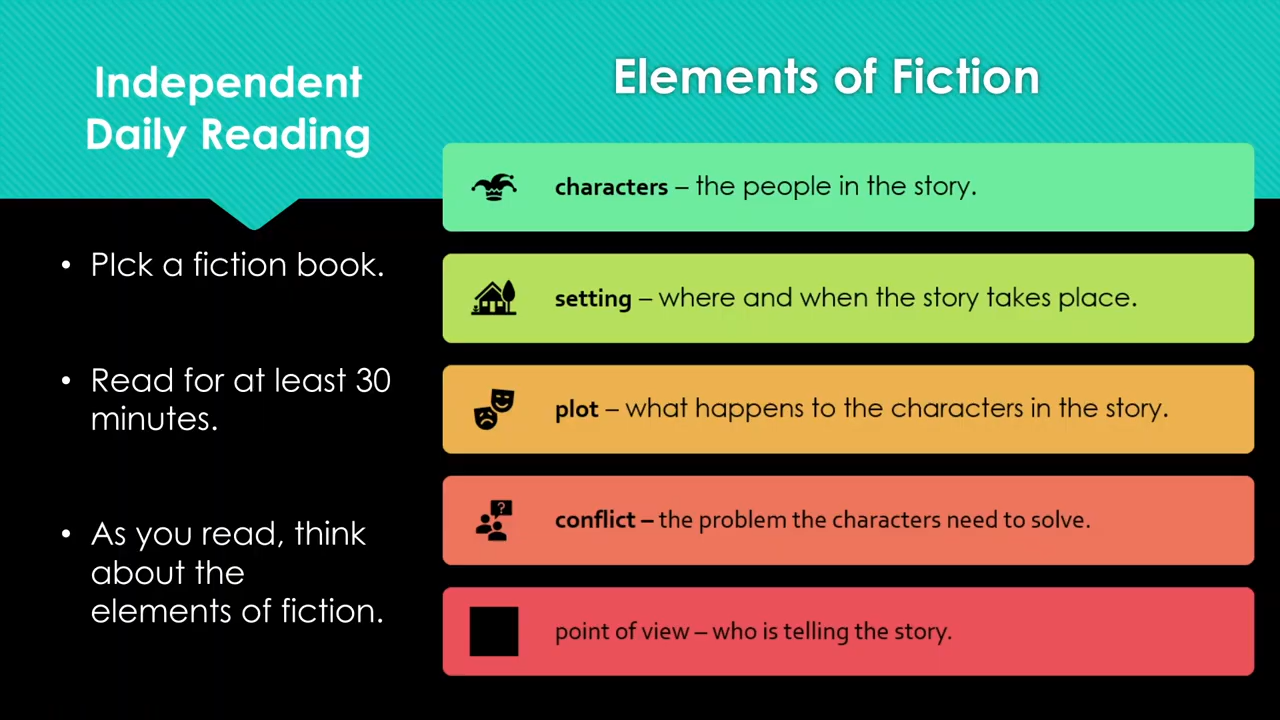 Independent
Daily Reading
• PIck a fiction book.
• Read for at least 30
minutes.
• As you read, think
about the
elements of fiction.
Elements of Fiction
characters – the people in the story.
setting – where and when the story takes place.
plot – what happens to the characters in the story.
?
conflict – the problem the characters need to solve.
point of view – who is telling the story.